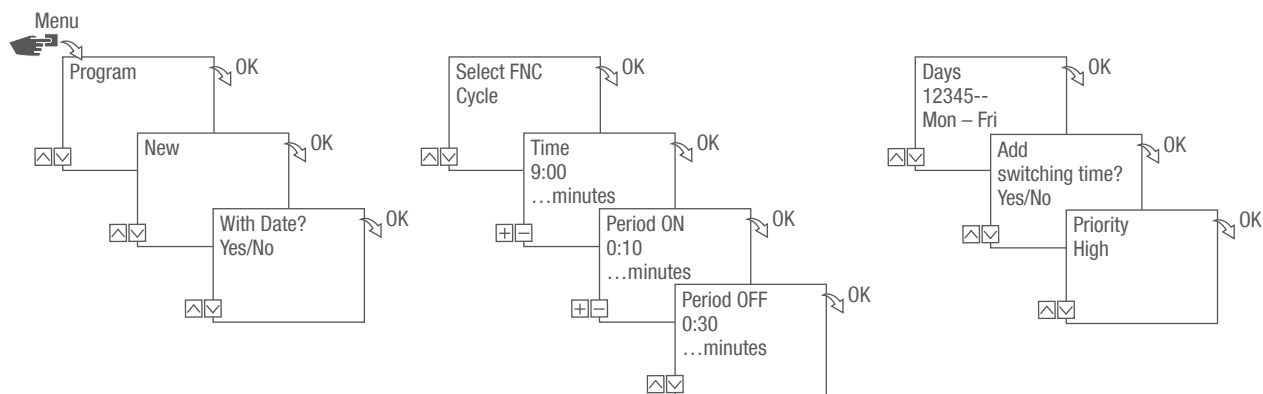 Menu
Program
OK
New
OK
With Date?
Yes/No
OK
Select FNC
Cycle
OK
Time
9:00
…minutes
OK
Period ON
0:10
…minutes
OK
Period OFF
0:30
…minutes
OK
Days
12345--
Mon – Fri
OK
Add
switching time?
Yes/No
OK
Priority
High
OK